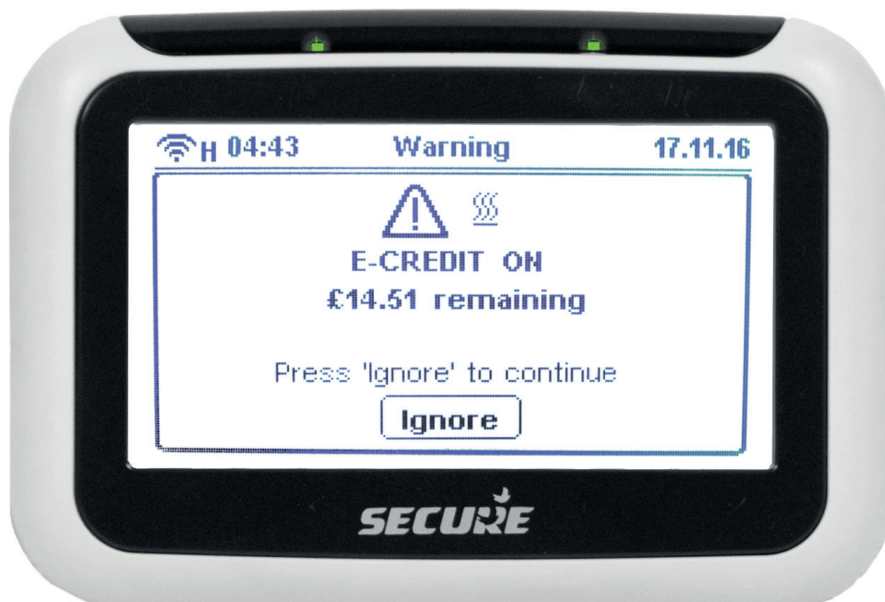 H 04:43 Warning 17.11.16
E-CREDIT ON
£14.51 remaining
Press 'Ignore' to continue
Ignore
SECURE